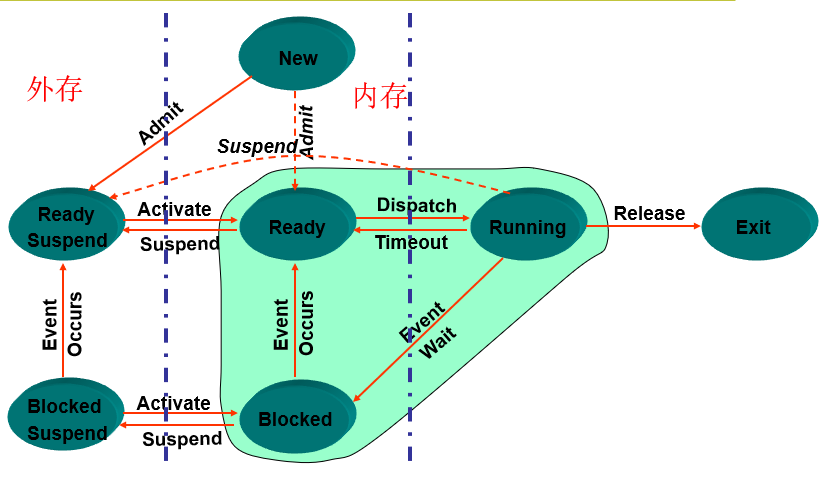 New
外存
内存
Admit
Admit
Suspend
Ready
Suspend
Activate
Suspend
Ready
Dispatch
Timeout
Running
Release
Exit
Event
Occurs
Event
Occurs
Event
Wait
Blocked
Suspend
Activate
Suspend
Blocked